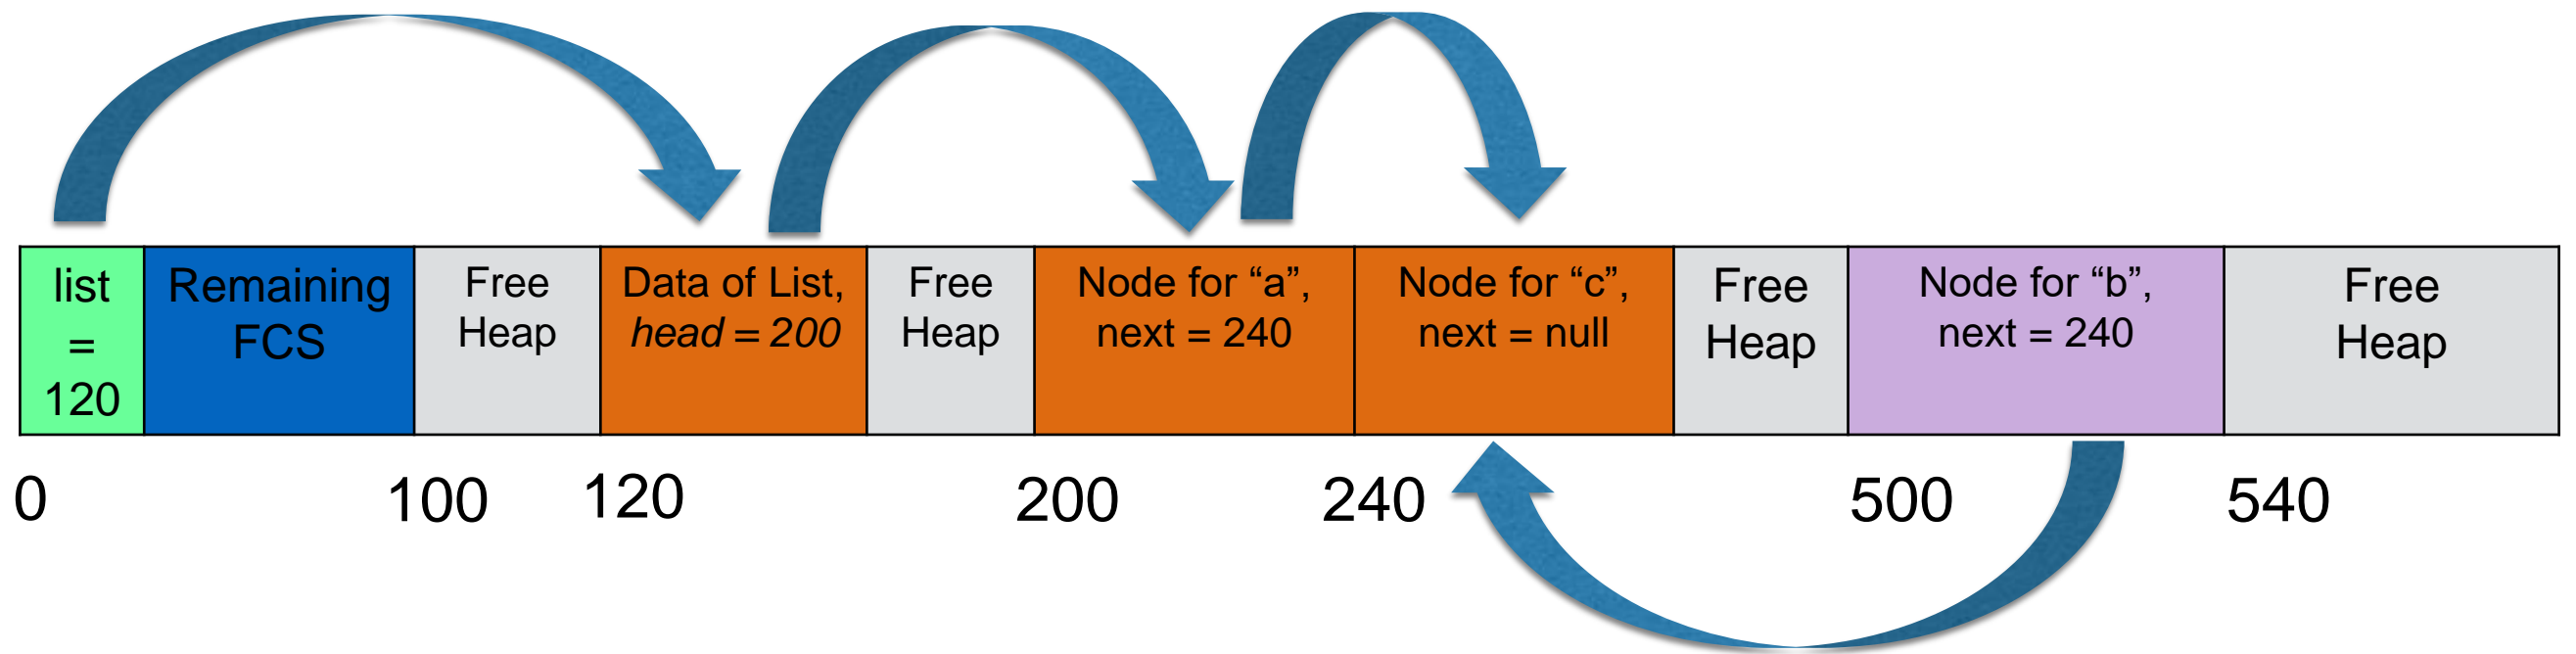 list
=
120
Remaining
FCS
Free
Heap
Data of List,
head = 200
Free
Heap
Node for “a”,
next = 240
Node for “c”,
next = null
Free
Heap
Node for “b”,
next = 240
Free
Heap
0
100
120
200
240
500
540